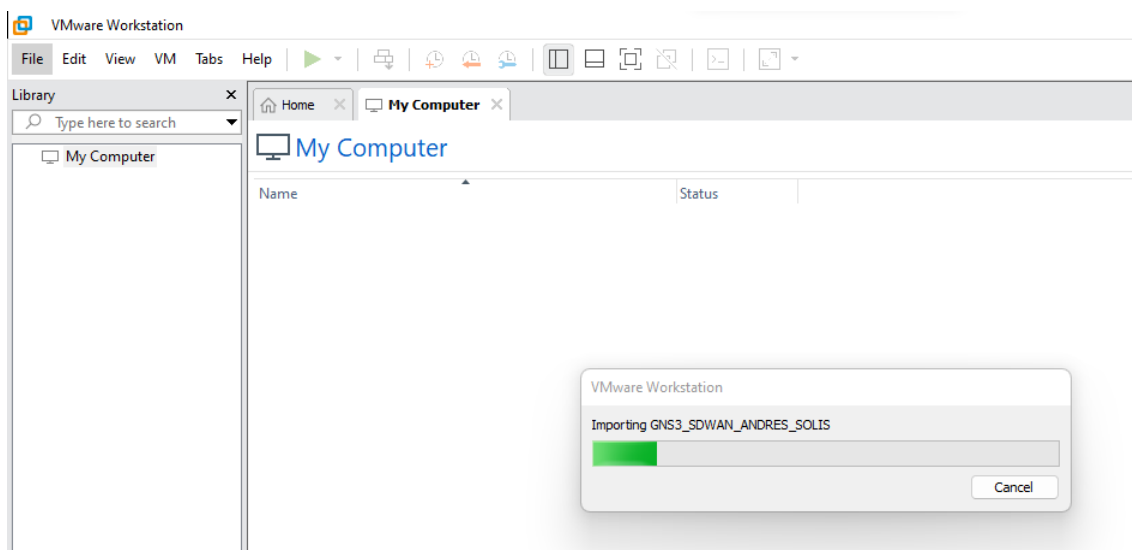 VMware Workstation
File Edit View VM Tabs Help
Library
Home
My Computer
Type here to search
My Computer
My Computer
Name
Status
VMware Workstation
Importing GNS3_SDWAN_ANDRES_SOLIS
Cancel